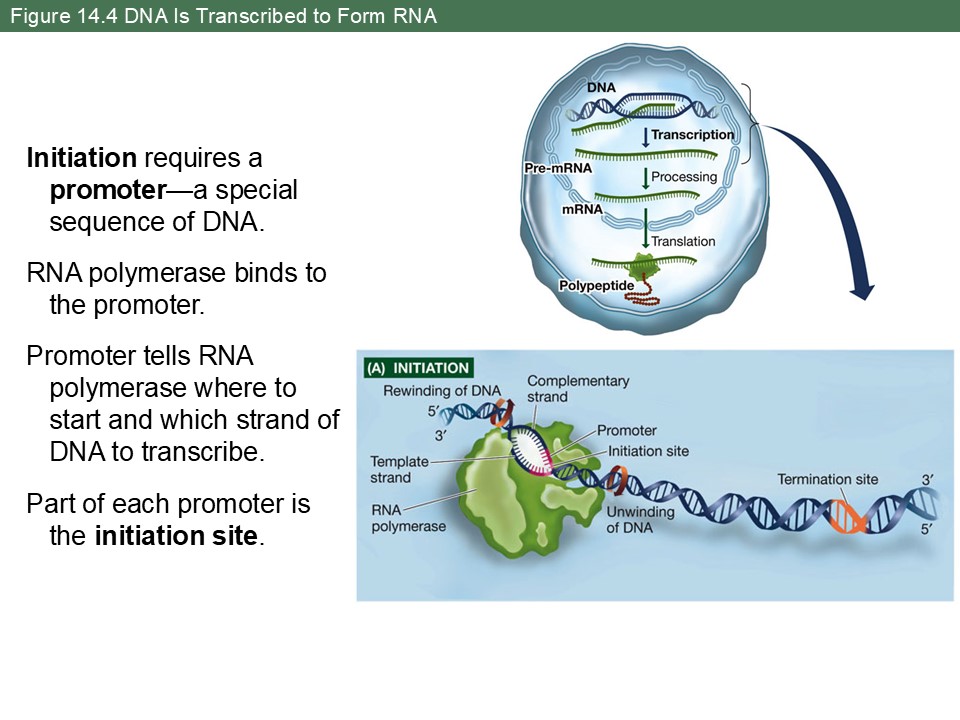 Figure 14.4 DNA Is Transcribed to Form RNA
Initiation requires a
promoter—a special
sequence of DNA.
RNA polymerase binds to
the promoter.
Promoter tells RNA
polymerase where to
start and which strand of
DNA to transcribe.
Part of each promoter is
the initiation site.
DNA
Transcription
Pre-mRNA
Processing
mRNA
Translation
Polypeptide
(A) INITIATION
Rewinding of DNA
Complementary
strand
5′
3′
Promoter
Initiation site
Template
strand
RNA
polymerase
Unwinding
of DNA
Termination site
3′
5′